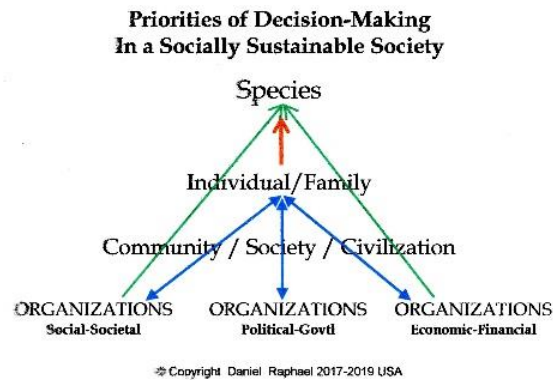 Priorities of Decision-Making
In a Socially Sustainable Society
Species
Individual/Family
Community / Society / Civilization
ORGANIZATIONS ORGANIZATIONS ORGANIZATIONS
Social-Societal Political-Govtl Economic-Financial
© Copyright Daniel Raphael 2017-2019 USA